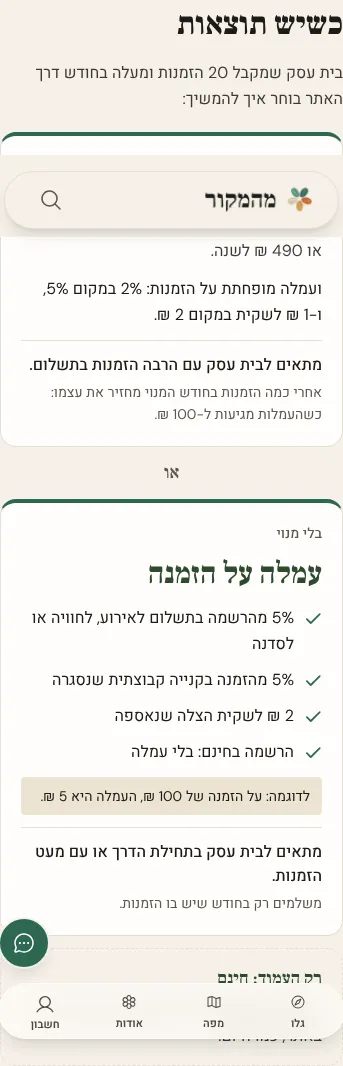 כשיש תוצאות
בית עסק שמקבל 20 הזמנות ומעלה בחודש דרך
האתר בוחר איך להמשיך:
מהמקור
או 490 ₪ לשנה.
ועמלה מופחתת על הזמנות: 2% במקום 5%,
ו-1 ₪ לשקית במקום 2 ₪.
מתאים לבית עסק עם הרבה הזמנות בתשלום.
אחרי כמה הזמנות בחודש המנוי מחזיר את עצמו:
כשהעמלות מגיעות ל-100 ₪.
או
בלי מנוי
עמלה על הזמנה
5% מהרשמה בתשלום לאירוע, לחוויה או
לסדנה
5% מהזמנה בקנייה קבוצתית שנסגרה
2 ₪ לשקית הצלה שנאספה
הרשמה בחינם: בלי עמלה
לדוגמה: על הזמנה של 100 ₪, העמלה היא 5 ₪.
מתאים לבית עסק בתחילת הדרך או עם מעט
הזמנות.
משלמים רק בחודש שיש בו הזמנות.
רק העמוד: חינם
גלו
מפה
אודות
חשבון